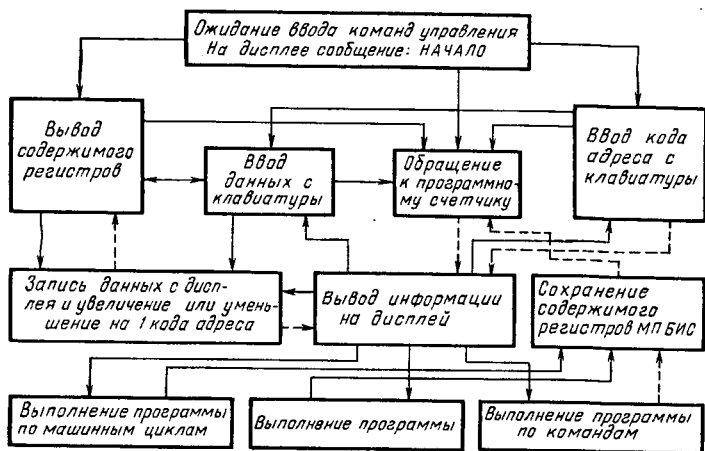 Ожидание ввода команд управления
На дисплее сообщение: НАЧАЛО
Вывод
содержимого
регистров
Ввод
данных с
клавиатуры
Обращение
к программно-
му счетчику
Ввод кода
адреса с
клавиатуры
Запись данных с дисп-
лея и увеличение или умень-
шение на 1 кода адреса
Вывод информации
на дисплей
Сохранение
содержимого
регистров МП БИС
Выполнение программы
по машинным циклам
Выполнение программы
Выполнение программы
по командам